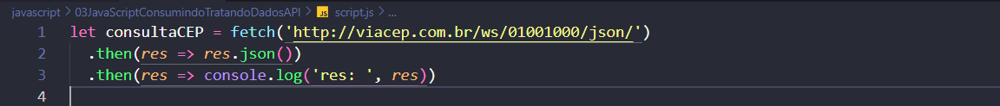 javascript > 03JavaScriptConsumindoTratandoDadosAPI > JS script.js > ...
1 let consultaCEP = fetch('http://viacep.com.br/ws/01001000/json/')
2 .then(res => res.json())
3 .then(res => console.log('res: ', res))
4